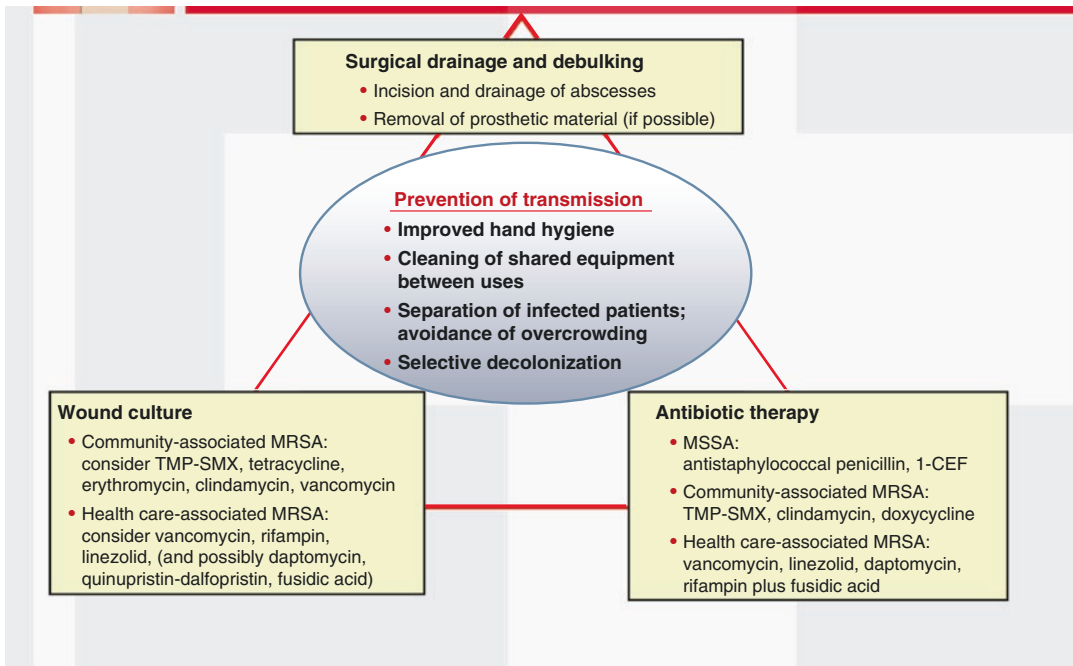 Surgical drainage and debulking
• Incision and drainage of abscesses
• Removal of prosthetic material (if possible)
Prevention of transmission
• Improved hand hygiene
• Cleaning of shared equipment
between uses
• Separation of infected patients;
avoidance of overcrowding
• Selective decolonization
Wound culture
• Community-associated MRSA:
consider TMP-SMX, tetracycline,
erythromycin, clindamycin, vancomycin
• Health care-associated MRSA:
consider vancomycin, rifampin,
linezolid, (and possibly daptomycin,
quinupristin-dalfopristin, fusidic acid)
Antibiotic therapy
• MSSA:
antistaphylococcal penicillin, 1-CEF
• Community-associated MRSA:
TMP-SMX, clindamycin, doxycycline
• Health care-associated MRSA:
vancomycin, linezolid, daptomycin,
rifampin plus fusidic acid